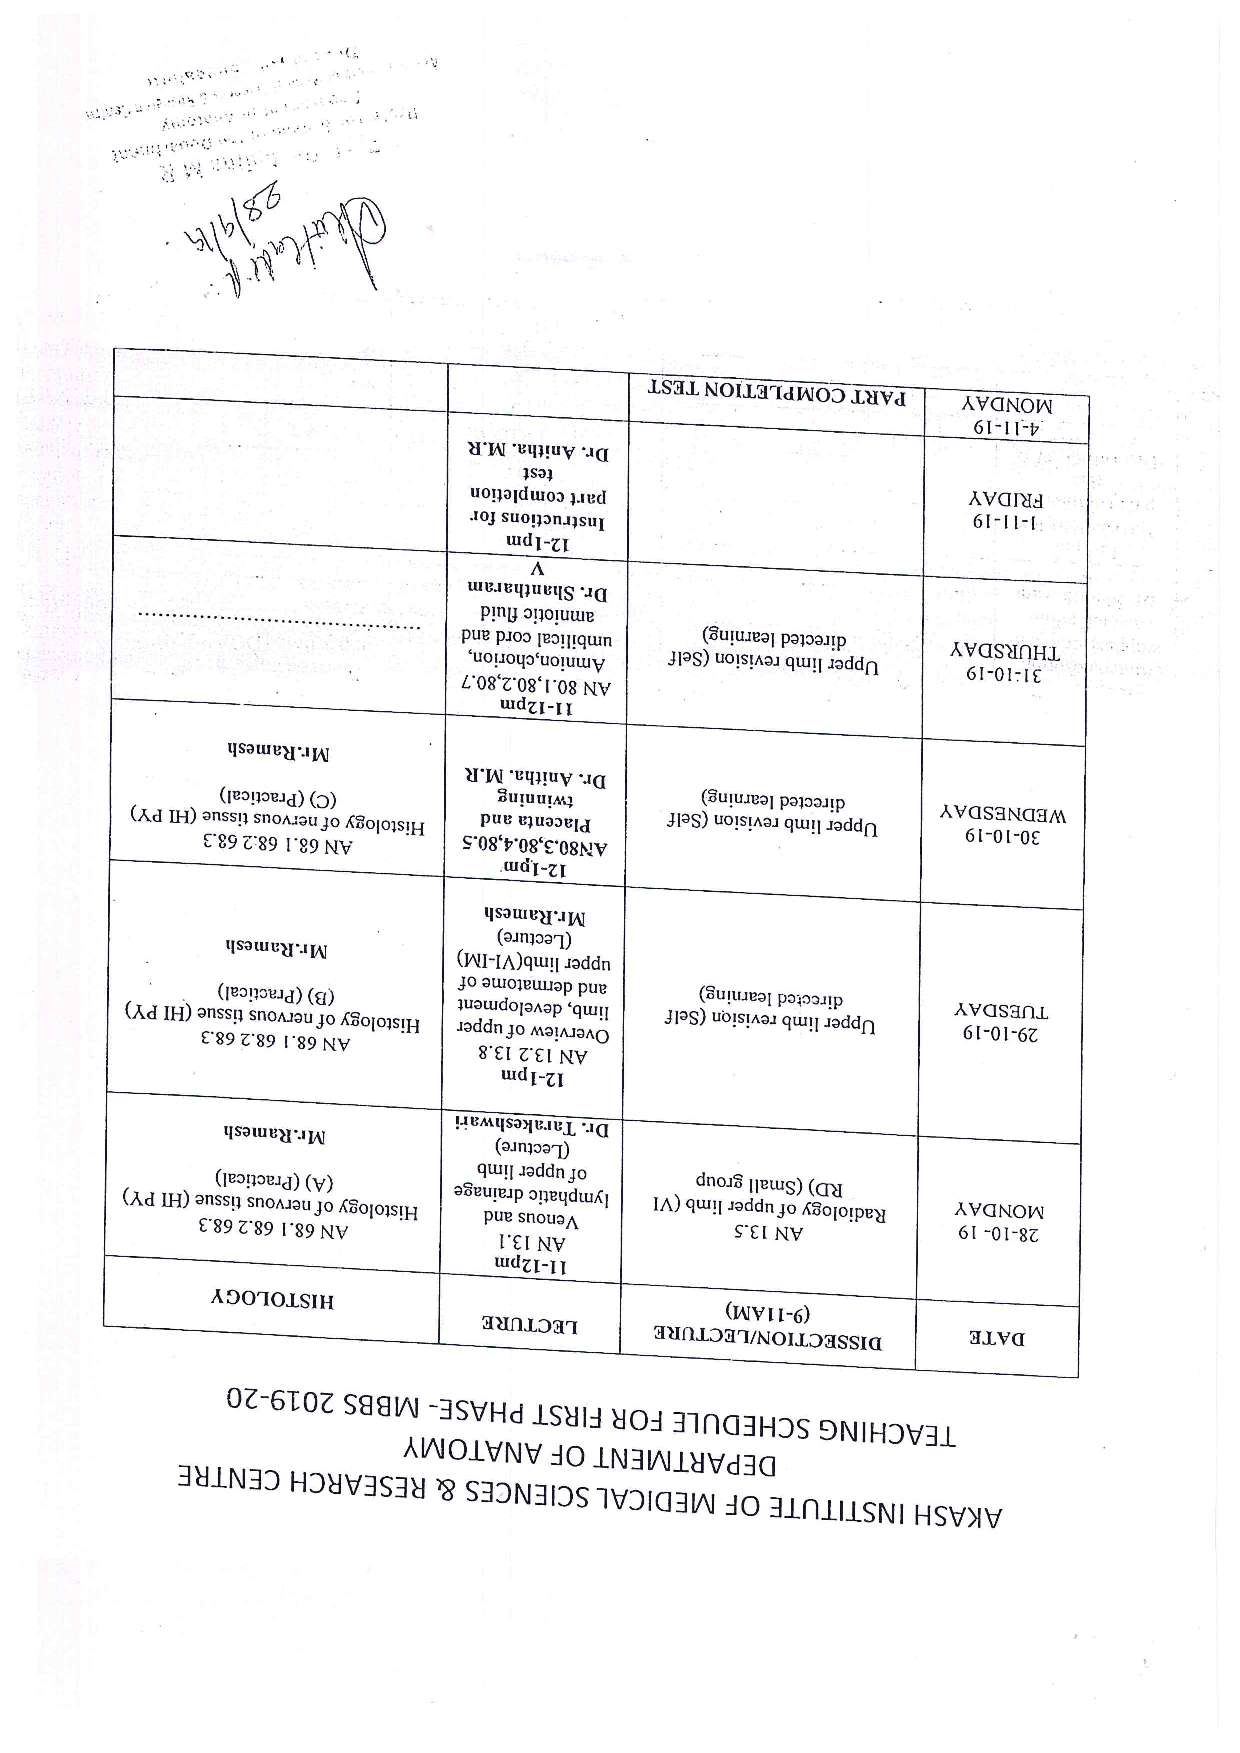 AKASH INSTITUTE OF MEDICAL SCIENCES & RESEARCH CENTRE
DEPARTMENT OF ANATOMY
TEACHING SCHEDULE FOR FIRST PHASE- MBBS 2019-20
DATE
DISSECTION/LECTURE
(9-11AM)
LECTURE
HISTOLOGY
28-10- 19
MONDAY
AN 13.5
Radiology of upper limb (VI
RD) (Small group
11-12pm
AN 13.1
Venous and
lymphatic drainage
of upper limb
(Lecture)
Dr. Tarakeshwari
AN 68.1 68.2 68.3
Histology of nervous tissue (HI PY)
(A) (Practical)
Mr.Ramesh
29-10-19
TUESDAY
Upper limb revision (Self
directed learning)
12-1pm
AN 13.2 13.8
Overview of upper
limb, development
and dermatome of
upper limb(VI-IM)
(Lecture)
Mr.Ramesh
AN 68.1 68.2 68.3
Histology of nervous tissue (HI PY)
(B) (Practical)
Mr.Ramesh
30-10-19
WEDNESDAY
Upper limb revision (Self
directed learning)
12-1pm
AN80.3,80.4,80.5
Placenta and
twinning
Dr. Anitha. M.R
AN 68.1 68.2 68.3
Histology of nervous tissue (HI PY)
(C) (Practical)
Mr.Ramesh
31-10-19
THURSDAY
Upper limb revision (Self
directed learning)
11-12pm
AN 80.1,80.2,80.7
Amnion,chorion,
umbilical cord and
amniotic fluid
Dr. Shantharam
V
.......................................
1-11-19
FRIDAY
12-1pm
Instructions for
part completion
test
Dr. Anitha. M.R
4-11-19
MONDAY
PART COMPLETION TEST
28/9/19
M R
Department